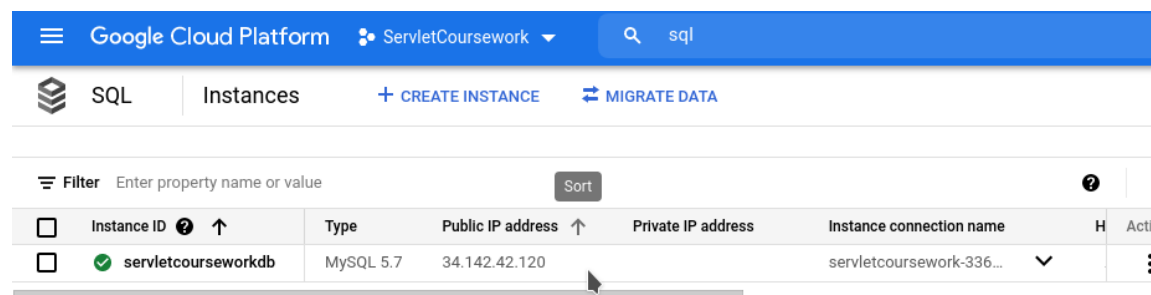 Google Cloud Platform ServletCoursework sql
SQL Instances + CREATE INSTANCE MIGRATE DATA
Filter Enter property name or value
Sort
Instance ID Type Public IP address Private IP address Instance connection name H Acti
servletcourseworkdb MySQL 5.7 34.142.42.120 servletcoursework-336...